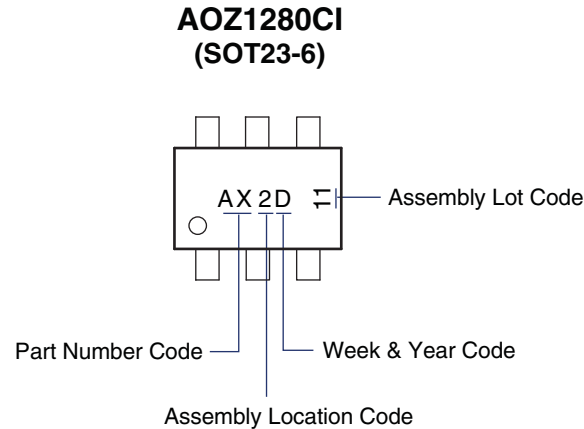 AOZ1280CI
(SOT23-6)
AX2D 11
Assembly Lot Code
Part Number Code
Week & Year Code
Assembly Location Code